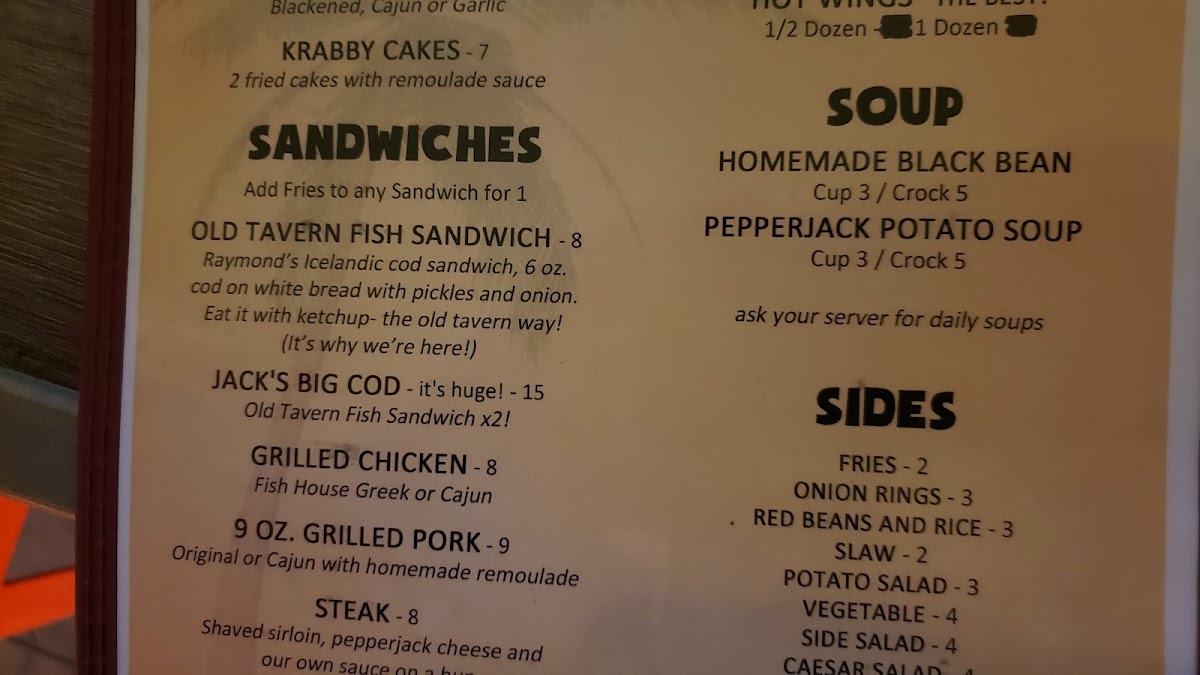 Blackened, Cajun or Garlic
KRABBY CAKES - 7
2 fried cakes with remoulade sauce
SANDWICHES
Add Fries to any Sandwich for 1
OLD TAVERN FISH SANDWICH - 8
Raymond's Icelandic cod sandwich, 6 oz.
cod on white bread with pickles and onion.
Eat it with ketchup- the old tavern way!
(It's why we're here!)
JACK'S BIG COD - it's huge! - 15
Old Tavern Fish Sandwich x2!
GRILLED CHICKEN - 8
Fish House Greek or Cajun
9 OZ. GRILLED PORK - 9
Original or Cajun with homemade remoulade
STEAK - 8
Shaved sirloin, pepperjack cheese and
our own sauce on a bun
HOT WINGS - THE BEST!
1/2 Dozen - 1 Dozen
SOUP
HOMEMADE BLACK BEAN
Cup 3 / Crock 5
PEPPERJACK POTATO SOUP
Cup 3 / Crock 5
ask your server for daily soups
SIDES
FRIES - 2
ONION RINGS - 3
RED BEANS AND RICE - 3
SLAW - 2
POTATO SALAD - 3
VEGETABLE - 4
SIDE SALAD - 4
CAESAR SALAD - 4